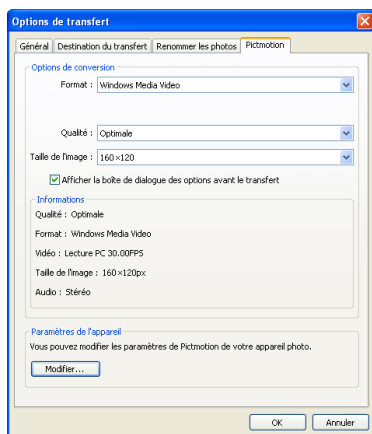 Options de transfert
Général Destination du transfert Renommer les photos Pictmotion
Options de conversion
Format : Windows Media Video
Qualité : Optimale
Taille de l'image : 160×120
Afficher la boîte de dialogue des options avant le transfert
Informations
Qualité : Optimale
Format : Windows Media Video
Vidéo : Lecture PC 30.00FPS
Taille de l'image : 160×120px
Audio : Stéréo
Paramètres de l'appareil
Vous pouvez modifier les paramètres de Pictmotion de votre appareil photo.
Modifier...
OK Annuler